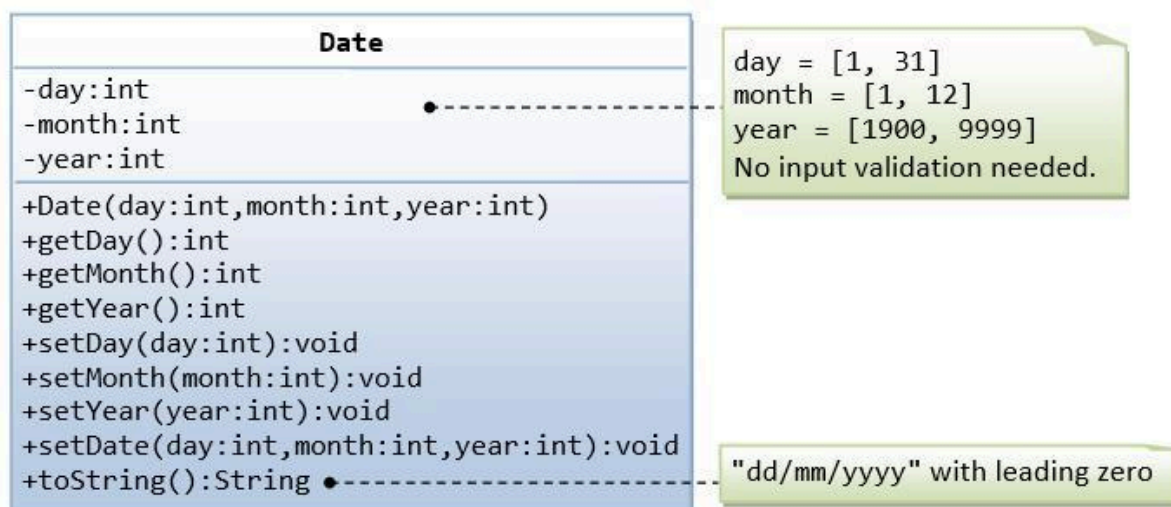 Date
-day:int
-month:int
-year:int
day = [1, 31]
month = [1, 12]
year = [1900, 9999]
No input validation needed.
+Date(day:int,month:int,year:int)
+getDay():int
+getMonth():int
+getYear():int
+setDay(day:int):void
+setMonth(month:int):void
+setYear(year:int):void
+setDate(day:int,month:int,year:int):void
+toString():String
"dd/mm/yyyy" with leading zero